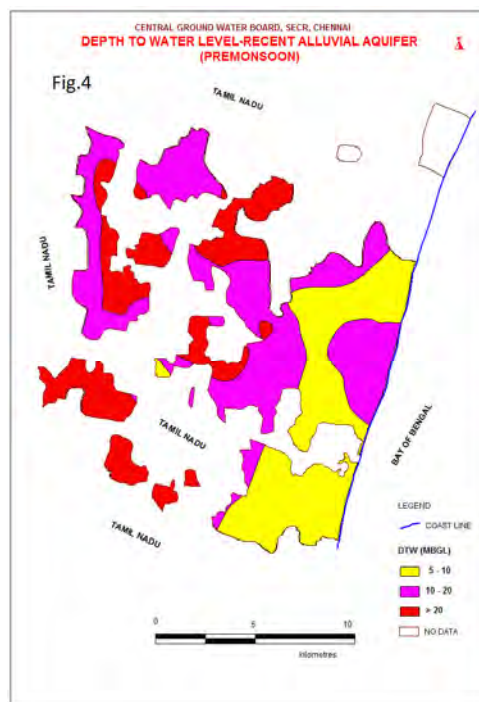 CENTRAL GROUND WATER BOARD, SECR, CHENNAI
DEPTH TO WATER LEVEL-RECENT ALLUVIAL AQUIFER
(PREMONSOON)
Fig.4
TAMIL NADU
TAMIL NADU
BAY OF BENGAL
TAMIL NADU
TAMIL NADU
LEGEND
COAST LINE
DTW (MBGL)
5 - 10
10 - 20
> 20
NO DATA
0 5 10
kilometres